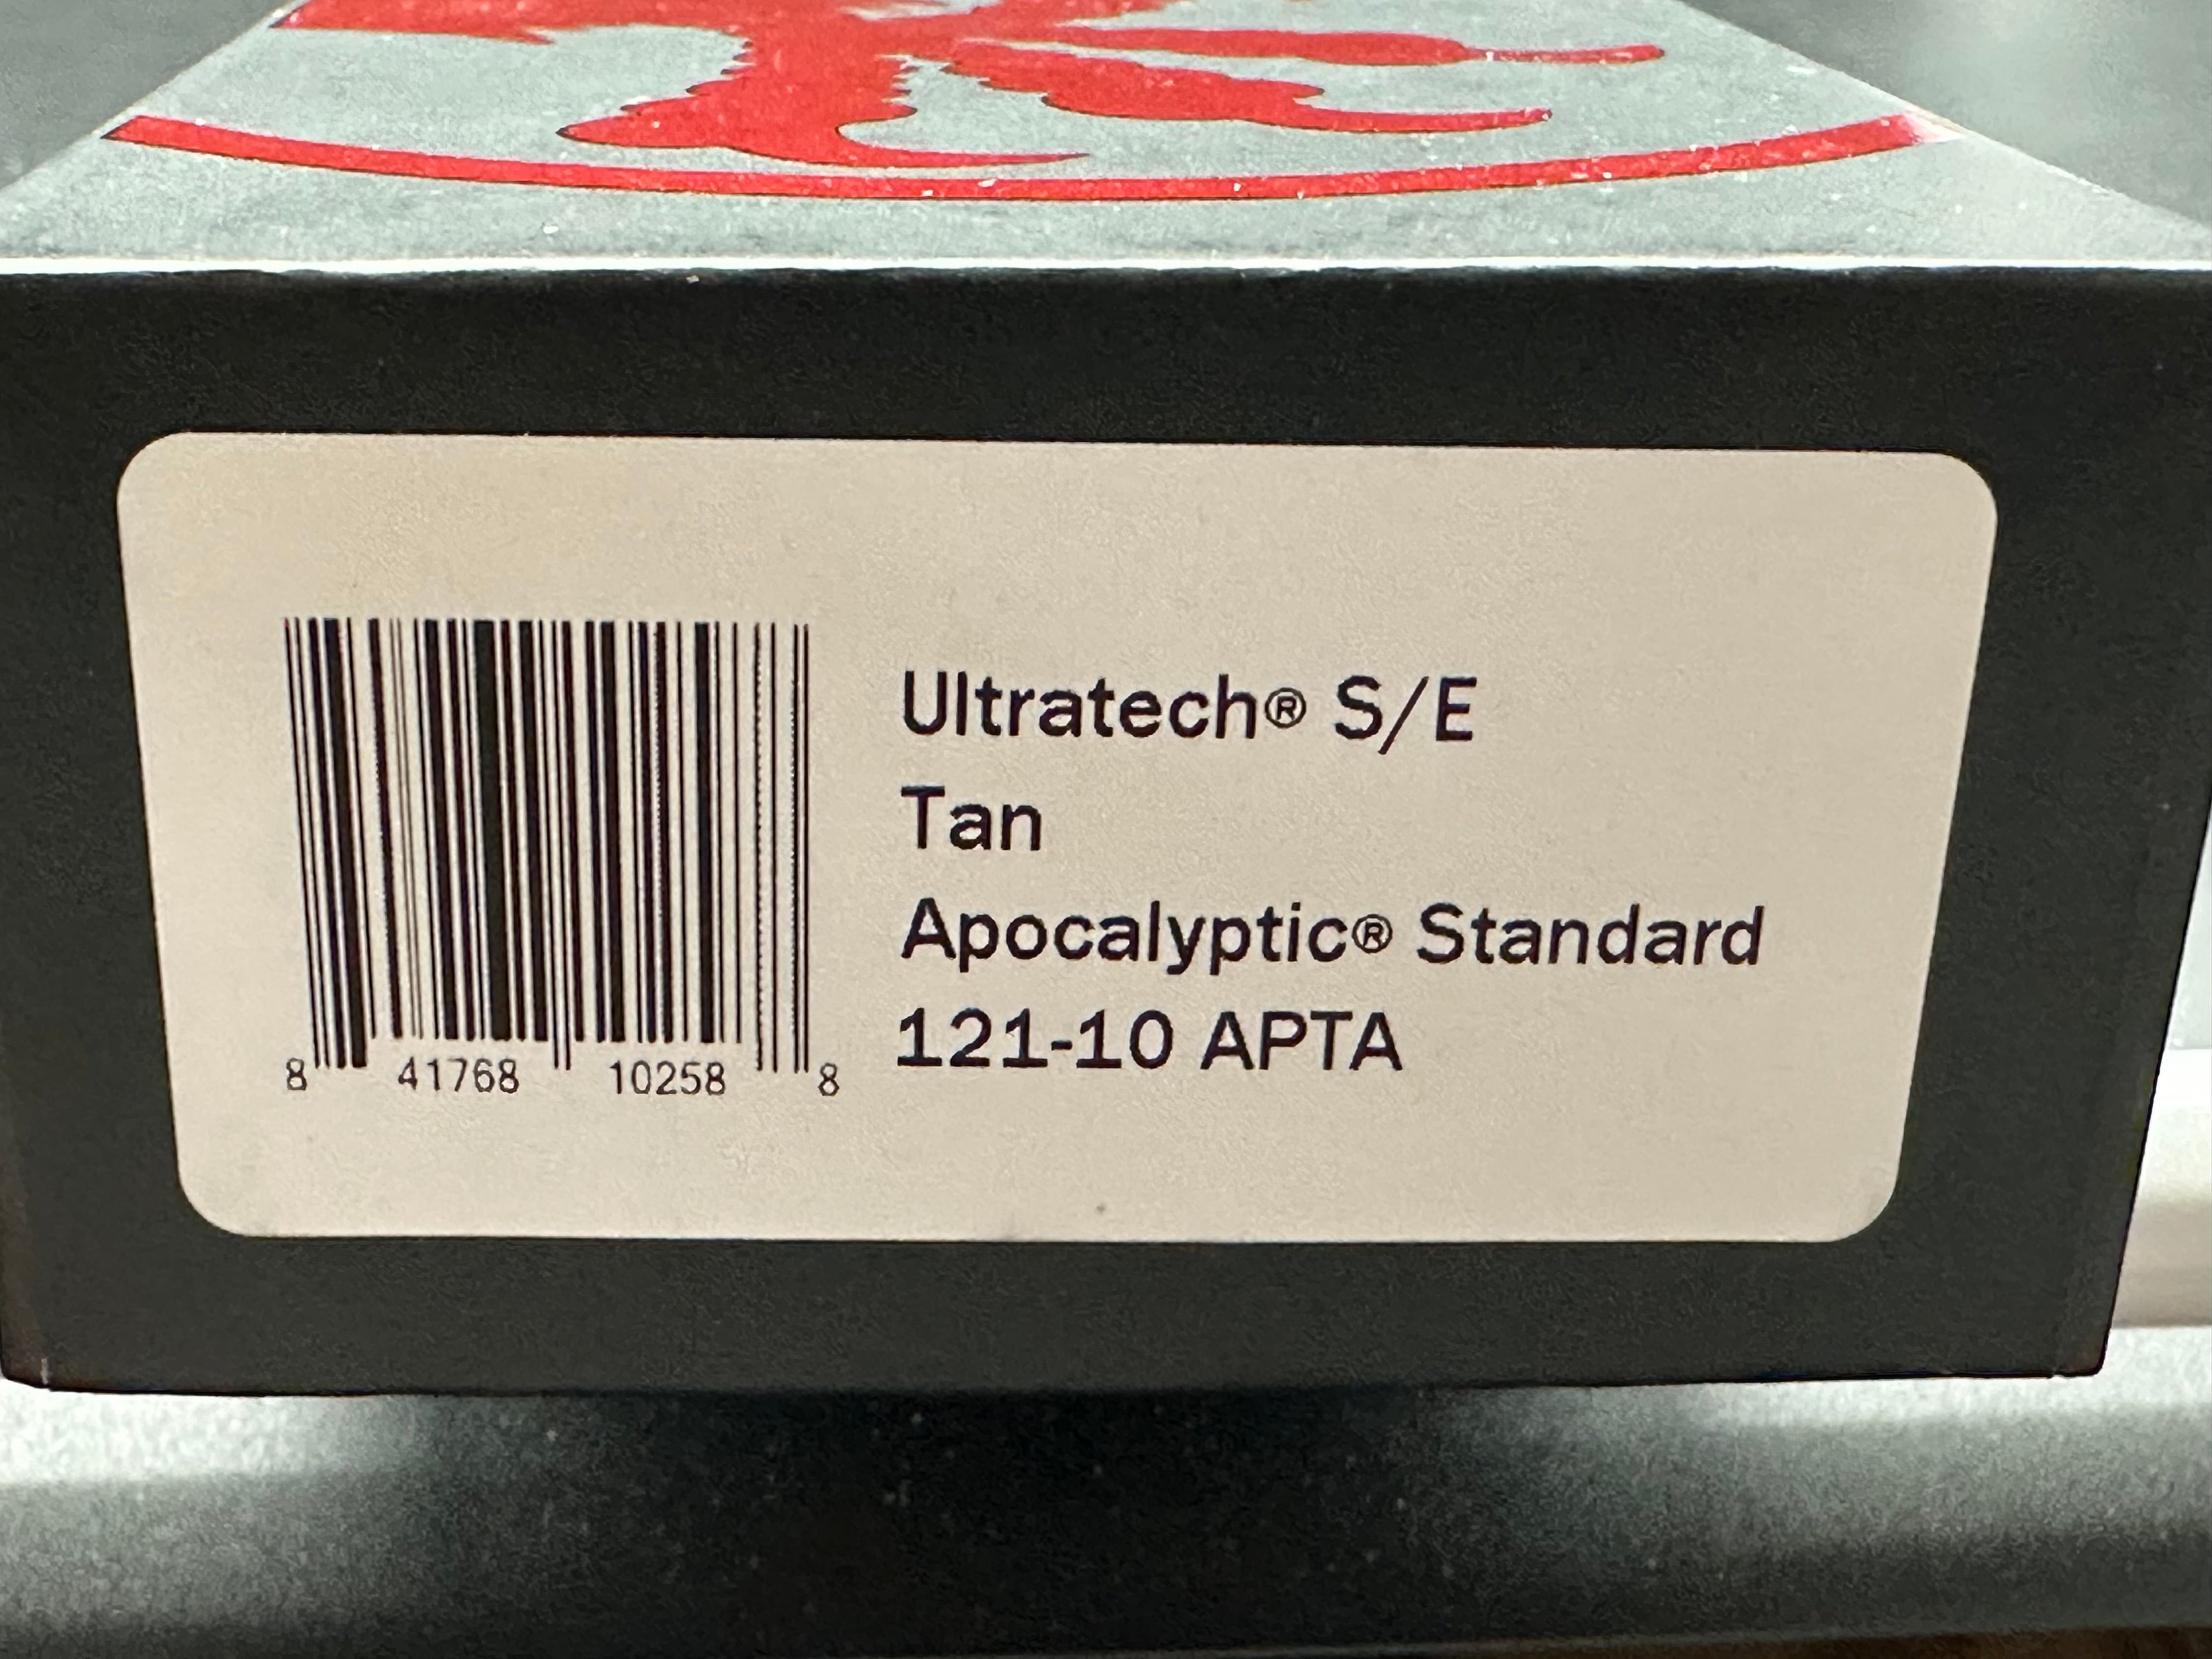 Ultratech® S/E
Tan
Apocalyptic® Standard
121-10 APTA
8 41768 10258 8